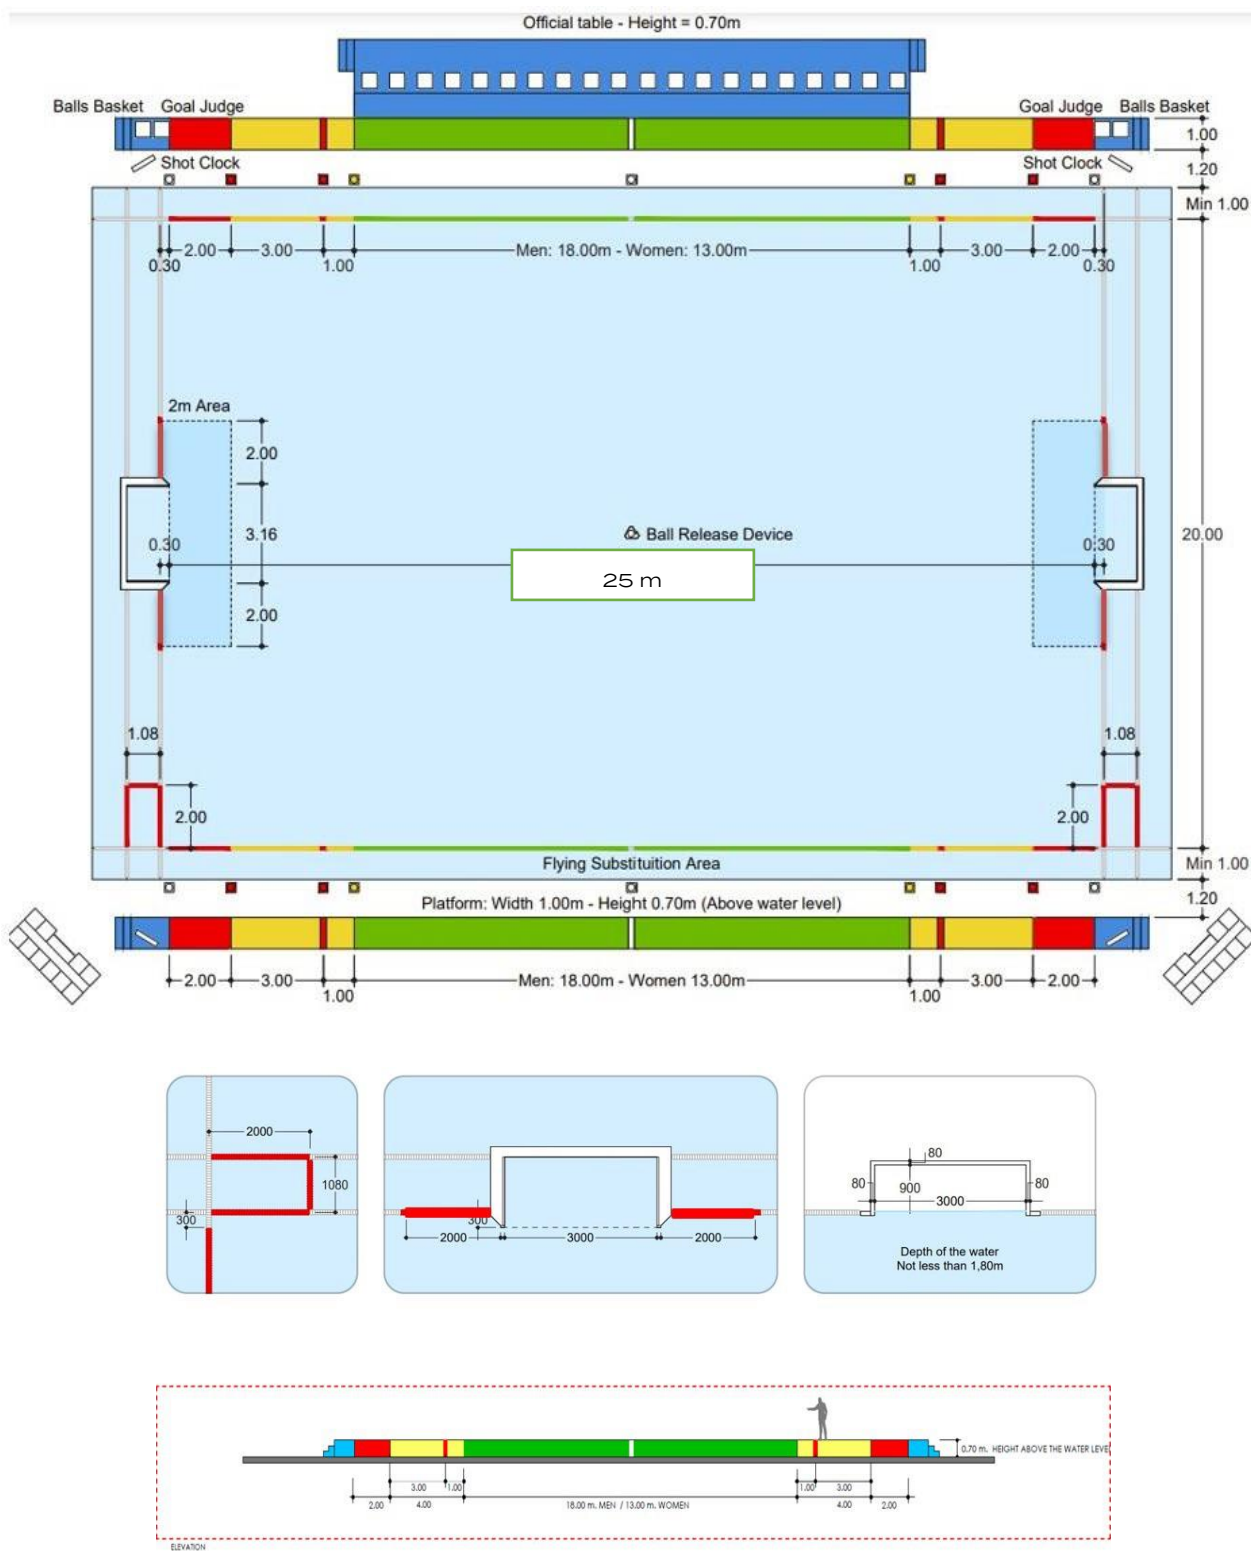 Official table - Height = 0.70m
Balls Basket Goal Judge Goal Judge Balls Basket
1.00
Shot Clock Shot Clock
1.20
Min 1.00
2.00 3.00 Men: 18.00m - Women: 13.00m 3.00 2.00
0.30 1.00 1.00 0.30
2m Area
2.00
3.16 Ball Release Device 20.00
0.30 0.30
25 m
2.00
1.08 1.08
2.00 2.00
Flying Substituition Area Min 1.00
1.20
Platform: Width 1.00m - Height 0.70m (Above water level)
2.00 3.00 Men: 18.00m - Women 13.00m 3.00 2.00
1.00 1.00
2000
1080
300
300
2000 3000 2000
80
80 900 80
3000
Depth of the water
Not less than 1,80m
0.70 m. HEIGHT ABOVE THE WATER LEVE
3.00 1.00 1.00 3.00
2.00 4.00 18.00 m. MEN / 13.00 m. WOMEN 4.00 2.00
ELEVATION